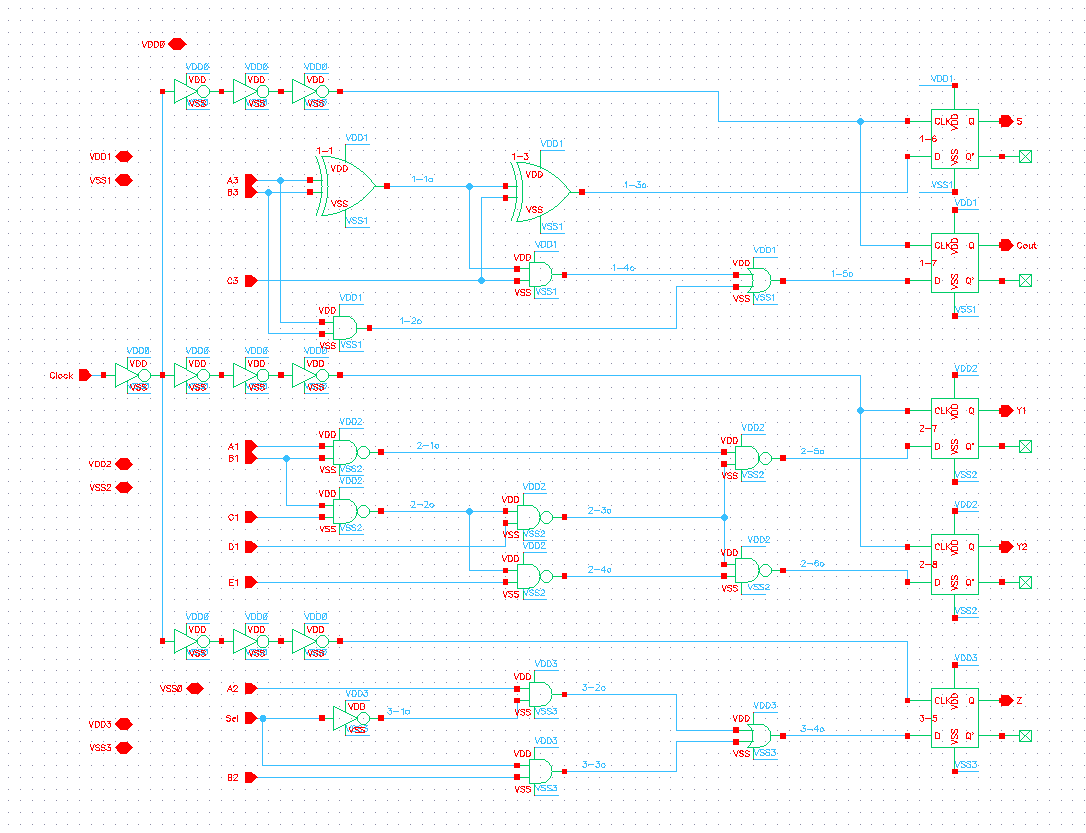 VDD0
VDD0 VDD0 VDD0
VDD VDD VDD
VSS VSS VSS
VDD1
CLK VDD Q S
1-6
D VSS Q'
VSS1
VDD1
VSS1
1-1 VDD1
VDD
VSS
VSS1
A3
B3
1-1o
1-3 VDD1
VDD
VSS
VSS1
1-3o
VDD1
CLK VDD Q Cout
1-7
D VSS Q'
VSS1
C3
VDD1
VDD
VSS VSS1
1-4o
VDD1
VDD
VSS VSS1
1-5o
VDD1
VDD
VSS VSS1
1-2o
Clock
VDD0 VDD0 VDD0 VDD0
VDD VDD VDD VDD
VSS VSS VSS VSS
VDD2
CLK VDD Q Y1
2-7
D VSS Q'
VSS2
VDD2
VSS2
A1
B1
VDD2
VDD
VSS VSS2
2-1o
VDD2
VDD
VSS VSS2
2-5o
C1
VDD2
VDD
VSS VSS2
2-2o
VDD2
VDD
VSS VSS2
2-3o
D1
E1
VDD2
VDD
VSS VSS2
2-4o
VDD2
VDD
VSS VSS2
2-6o
VDD2
CLK VDD Q Y2
2-8
D VSS Q'
VSS2
VDD0 VDD0 VDD0
VDD VDD VDD
VSS VSS VSS
VSS0
VDD3
VSS3
A2
Sel
B2
VDD3
VDD
VSS
3-1o
VDD3
VDD
VSS VSS3
3-2o
VDD3
VDD
VSS VSS3
3-3o
VDD3
VDD
VSS VSS3
3-4o
VDD3
CLK VDD Q Z
3-5
D VSS Q'
VSS3